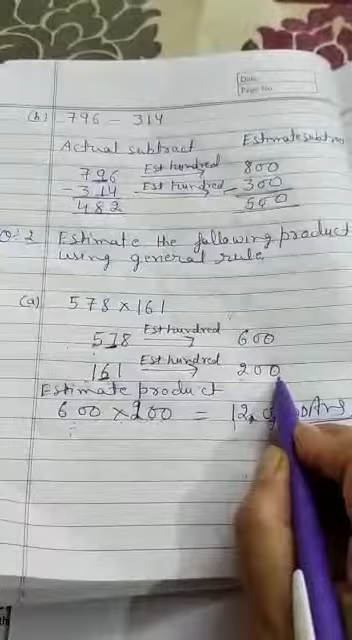 Date
Page No.
(b) 796 - 314
Actual subtract Estimate subtrac
796 Est hundred 800
- 314 Est hundred - 300
482 500
Q.2 Estimate the following product
using general rule
(a) 578 × 161
578 Est hundred 600
161 Est hundred 200
Estimate product
600 × 200 = Ans